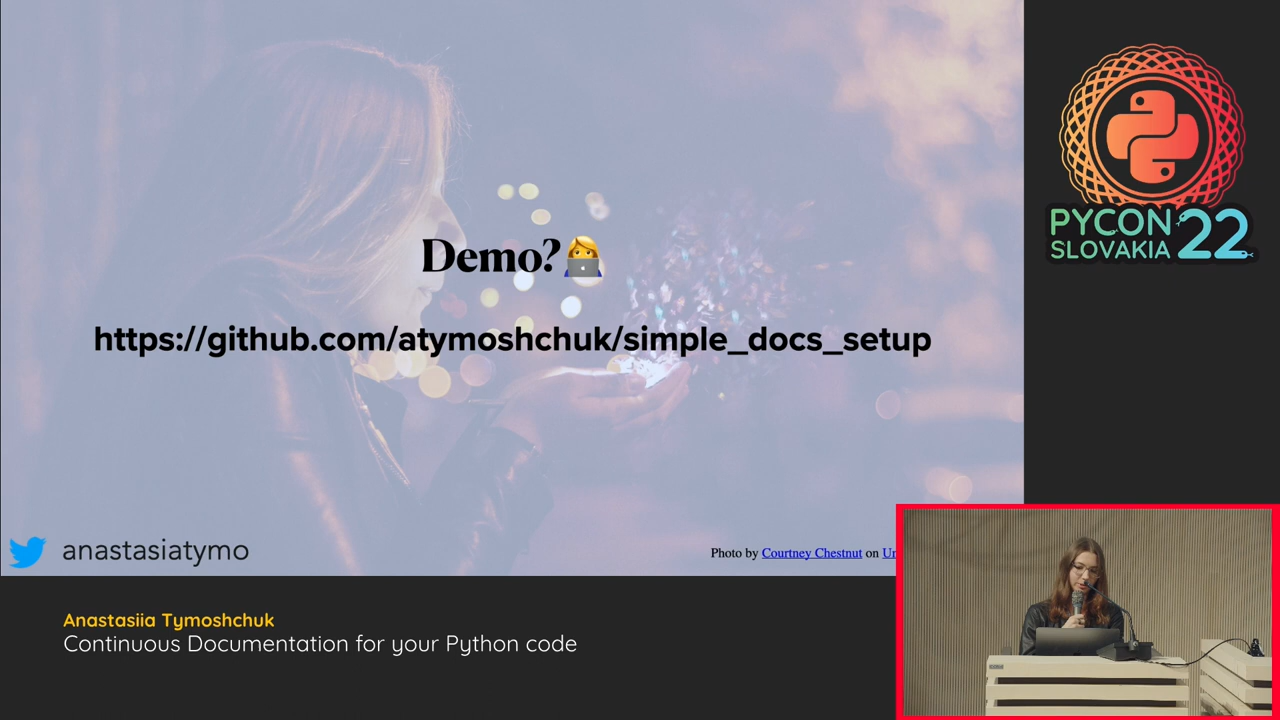 Demo?
https://github.com/atymoshchuk/simple_docs_setup
anastasiatymo
Photo by Courtney Chestnut on
PYCON
SLOVAKIA 22
Anastasiia Tymoshchuk
Continuous Documentation for your Python code